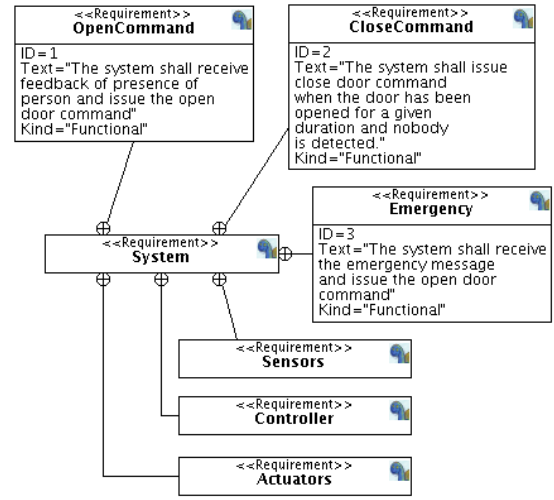 <<Requirement>>
OpenCommand
ID=1
Text="The system shall receive
feedback of presence of
person and issue the open
door command"
Kind="Functional"
<<Requirement>>
CloseCommand
ID=2
Text="The system shall issue
close door command
when the door has been
opened for a given
duration and nobody
is detected."
Kind="Functional"
<<Requirement>>
Emergency
ID=3
Text="The system shall receive
the emergency message
and issue the open door
command"
Kind="Functional"
<<Requirement>>
System
<<Requirement>>
Sensors
<<Requirement>>
Controller
<<Requirement>>
Actuators